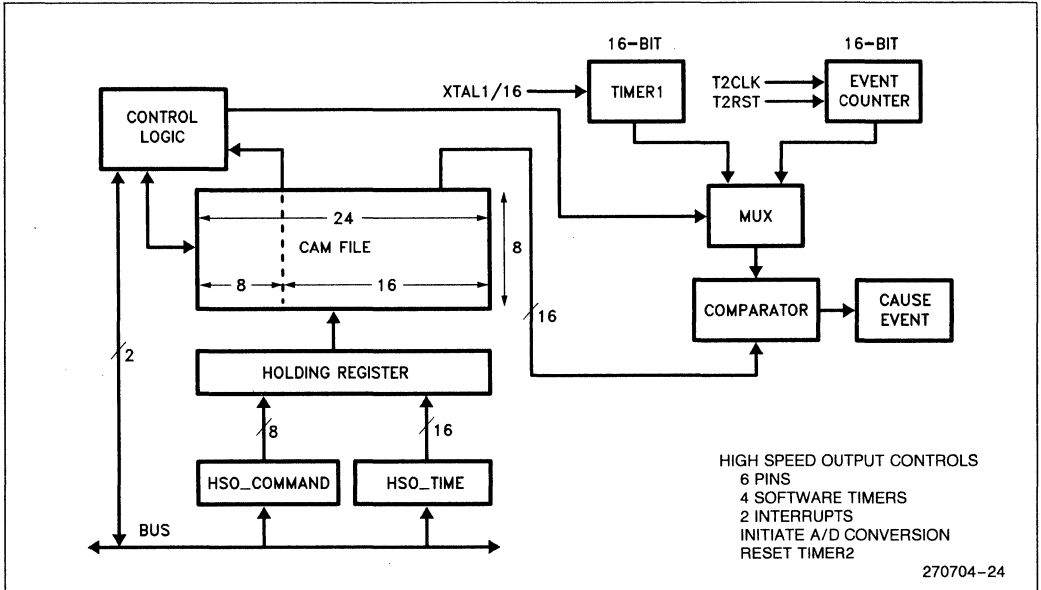 16-BIT
16-BIT
XTAL1/16
TIMER1
T2CLK
T2RST
EVENT
COUNTER
CONTROL
LOGIC
24
CAM FILE
8
16
8
MUX
16
COMPARATOR
CAUSE
EVENT
2
HOLDING REGISTER
8
16
HSO_COMMAND
HSO_TIME
BUS
HIGH SPEED OUTPUT CONTROLS
6 PINS
4 SOFTWARE TIMERS
2 INTERRUPTS
INITIATE A/D CONVERSION
RESET TIMER2
270704-24